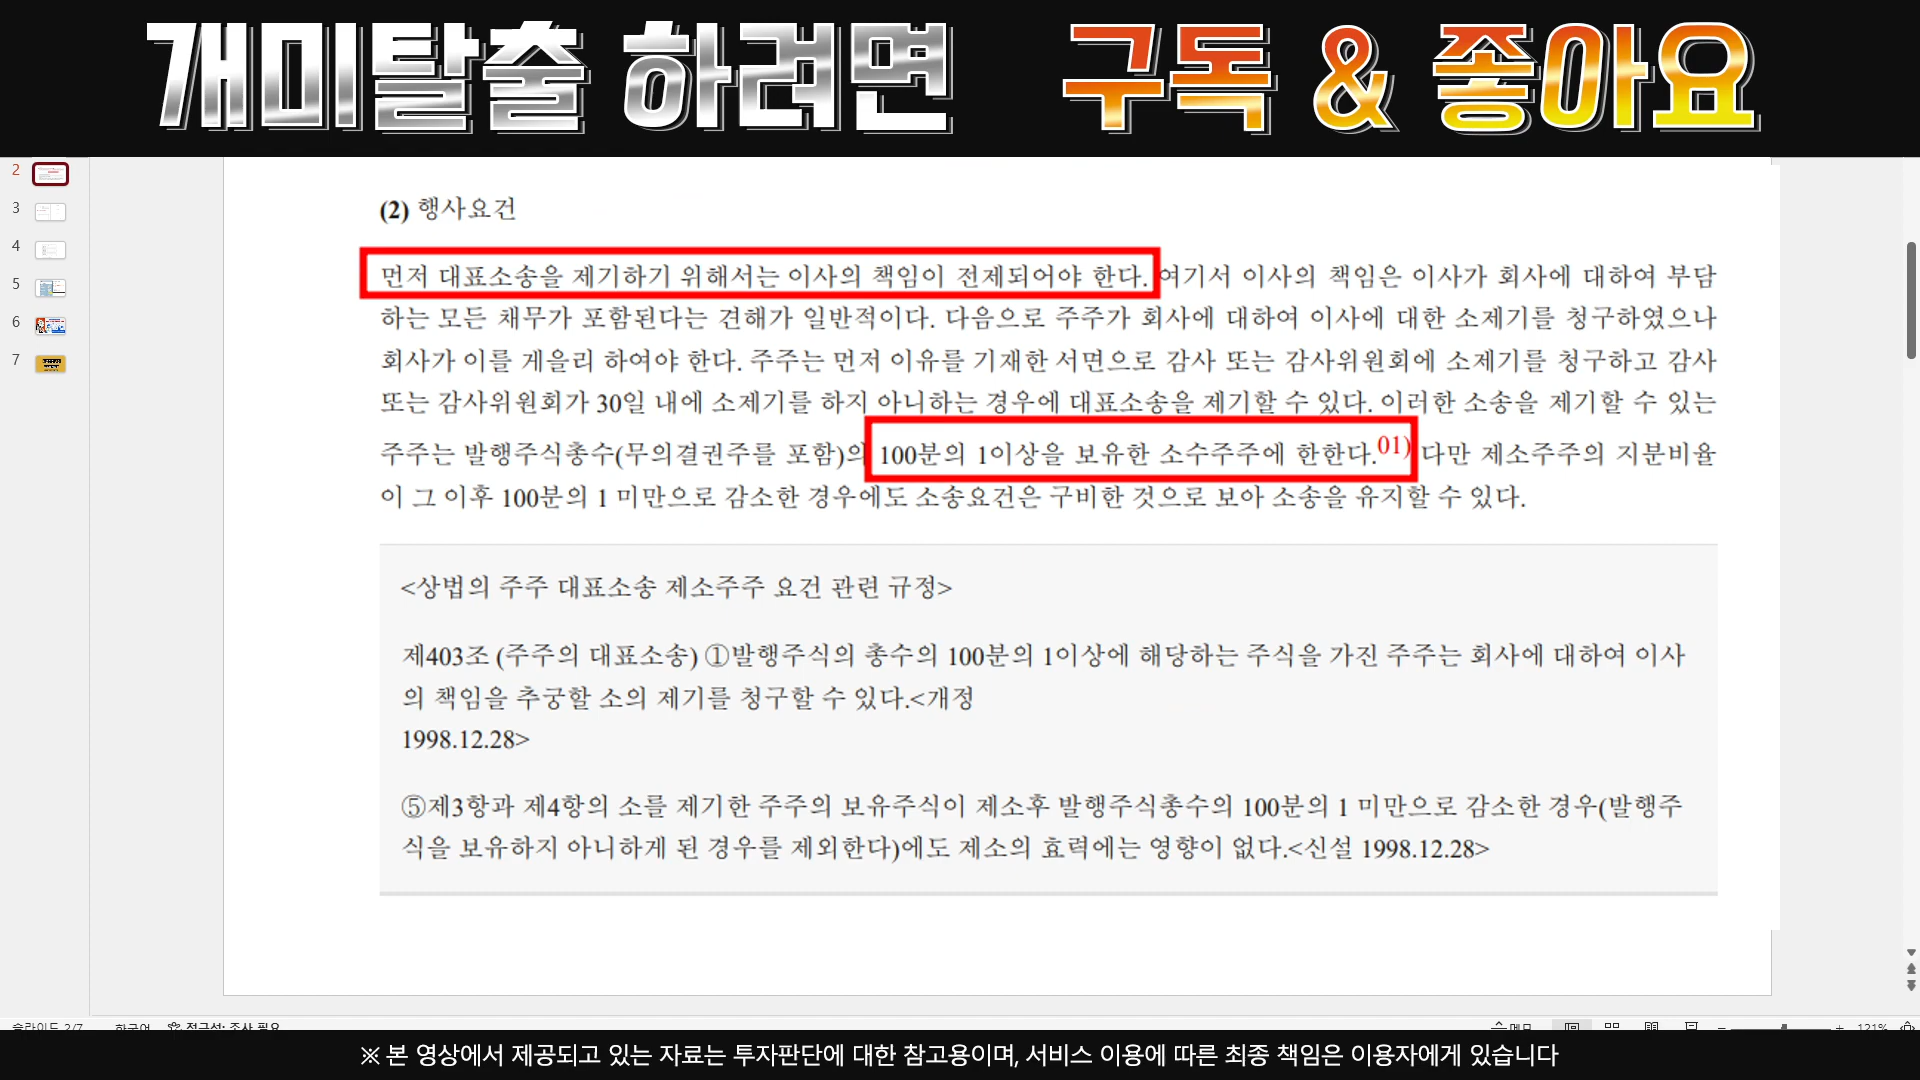 개미탈출 하려면 구독 & 좋아요
2
3
4
5
6
7
(2) 행사요건
먼저 대표소송을 제기하기 위해서는 이사의 책임이 전제되어야 한다. 여기서 이사의 책임은 이사가 회사에 대하여 부담
하는 모든 채무가 포함된다는 견해가 일반적이다. 다음으로 주주가 회사에 대하여 이사에 대한 소제기를 청구하였으나
회사가 이를 게을리 하여야 한다. 주주는 먼저 이유를 기재한 서면으로 감사 또는 감사위원회에 소제기를 청구하고 감사
또는 감사위원회가 30일 내에 소제기를 하지 아니하는 경우에 대표소송을 제기할 수 있다. 이러한 소송을 제기할 수 있는
주주는 발행주식총수(무의결권주를 포함)의 100분의 1이상을 보유한 소수주주에 한한다.01) 다만 제소주주의 지분비율
이 그 이후 100분의 1 미만으로 감소한 경우에도 소송요건은 구비한 것으로 보아 소송을 유지할 수 있다.
<상법의 주주 대표소송 제소주주 요건 관련 규정>
제403조 (주주의 대표소송) ①발행주식의 총수의 100분의 1이상에 해당하는 주식을 가진 주주는 회사에 대하여 이사
의 책임을 추궁할 소의 제기를 청구할 수 있다.<개정
1998.12.28>
⑤제3항과 제4항의 소를 제기한 주주의 보유주식이 제소후 발행주식총수의 100분의 1 미만으로 감소한 경우(발행주
식을 보유하지 아니하게 된 경우를 제외한다)에도 제소의 효력에는 영향이 없다.<신설 1998.12.28>
슬라이드 2/7 한국어 접근성: 조사 필요 메모 121%
※ 본 영상에서 제공되고 있는 자료는 투자판단에 대한 참고용이며, 서비스 이용에 따른 최종 책임은 이용자에게 있습니다